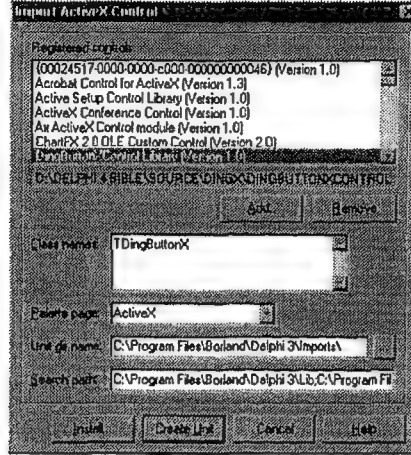 Import ActiveX Control
Registered controls
{00024517-0000-0000-c000-000000000046} (Version 1.0)
Acrobat Control for ActiveX (Version 1.3)
Active Setup Control Library (Version 1.0)
ActiveX Conference Control (Version 1.0)
Ax ActiveX Control module (Version 1.0)
ChartFX 2.0 OLE Custom Control (Version 2.0)
Control Library (Version 1.0)
D:\DELPHI 4 BIBLE\SOURCE\DINGX\DINGBUTTONXCONTROL
Add... Remove
Class names: TDingButtonX
Palette page: ActiveX
Unit dir name: C:\Program Files\Borland\Delphi 3\Imports\
Search path: C:\Program Files\Borland\Delphi 3\Lib;C:\Program Fil
Install Create Unit Cancel Help